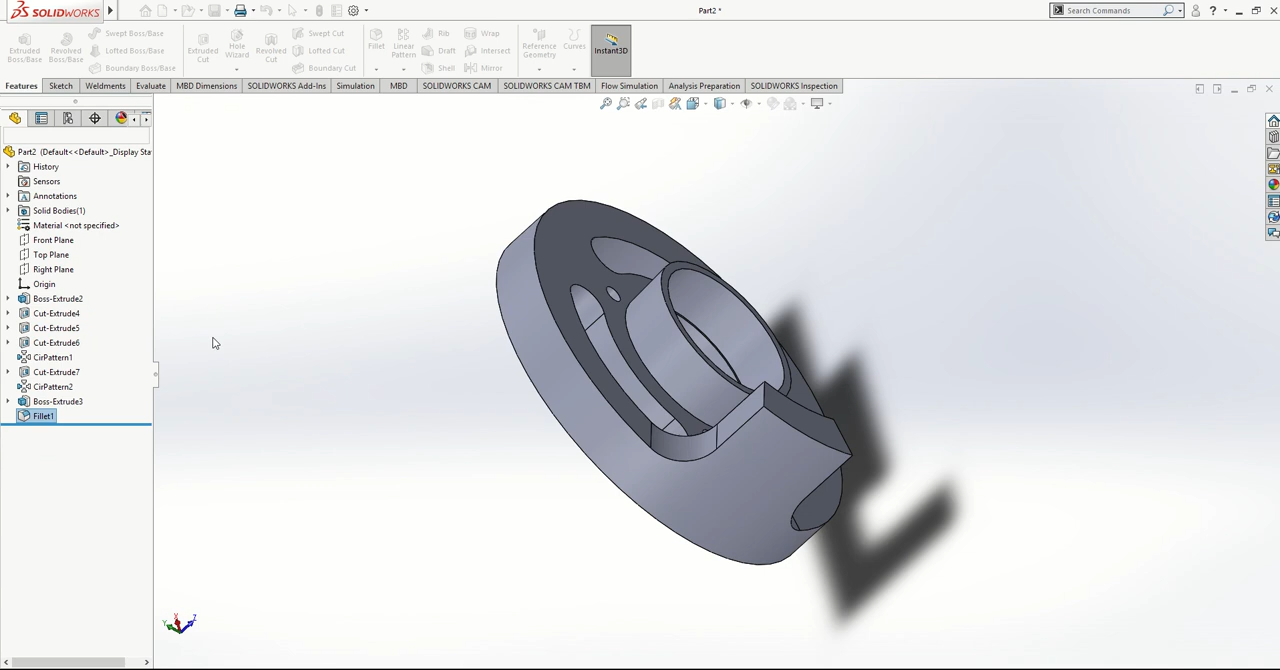 SOLIDWORKS
Part2 *
Search Commands
Extruded Boss/Base
Revolved Boss/Base
Swept Boss/Base
Lofted Boss/Base
Boundary Boss/Base
Extruded Cut
Hole Wizard
Revolved Cut
Swept Cut
Lofted Cut
Boundary Cut
Fillet
Linear Pattern
Rib
Draft
Shell
Wrap
Intersect
Mirror
Reference Geometry
Curves
Instant3D
Features
Sketch
Weldments
Evaluate
MBD Dimensions
SOLIDWORKS Add-Ins
Simulation
MBD
SOLIDWORKS CAM
SOLIDWORKS CAM TBM
Flow Simulation
Analysis Preparation
SOLIDWORKS Inspection
Part2 (Default<<Default>_Display Sta
History
Sensors
Annotations
Solid Bodies(1)
Material <not specified>
Front Plane
Top Plane
Right Plane
Origin
Boss-Extrude2
Cut-Extrude4
Cut-Extrude5
Cut-Extrude6
CirPattern1
Cut-Extrude7
CirPattern2
Boss-Extrude3
Fillet1
Y
X
Z